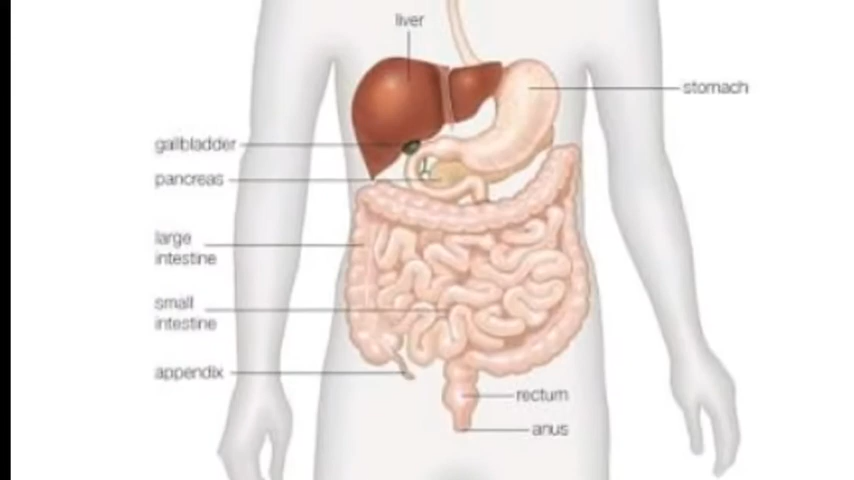 liver
stomach
gallbladder
pancreas
large
intestine
small
intestine
appendix
rectum
anus